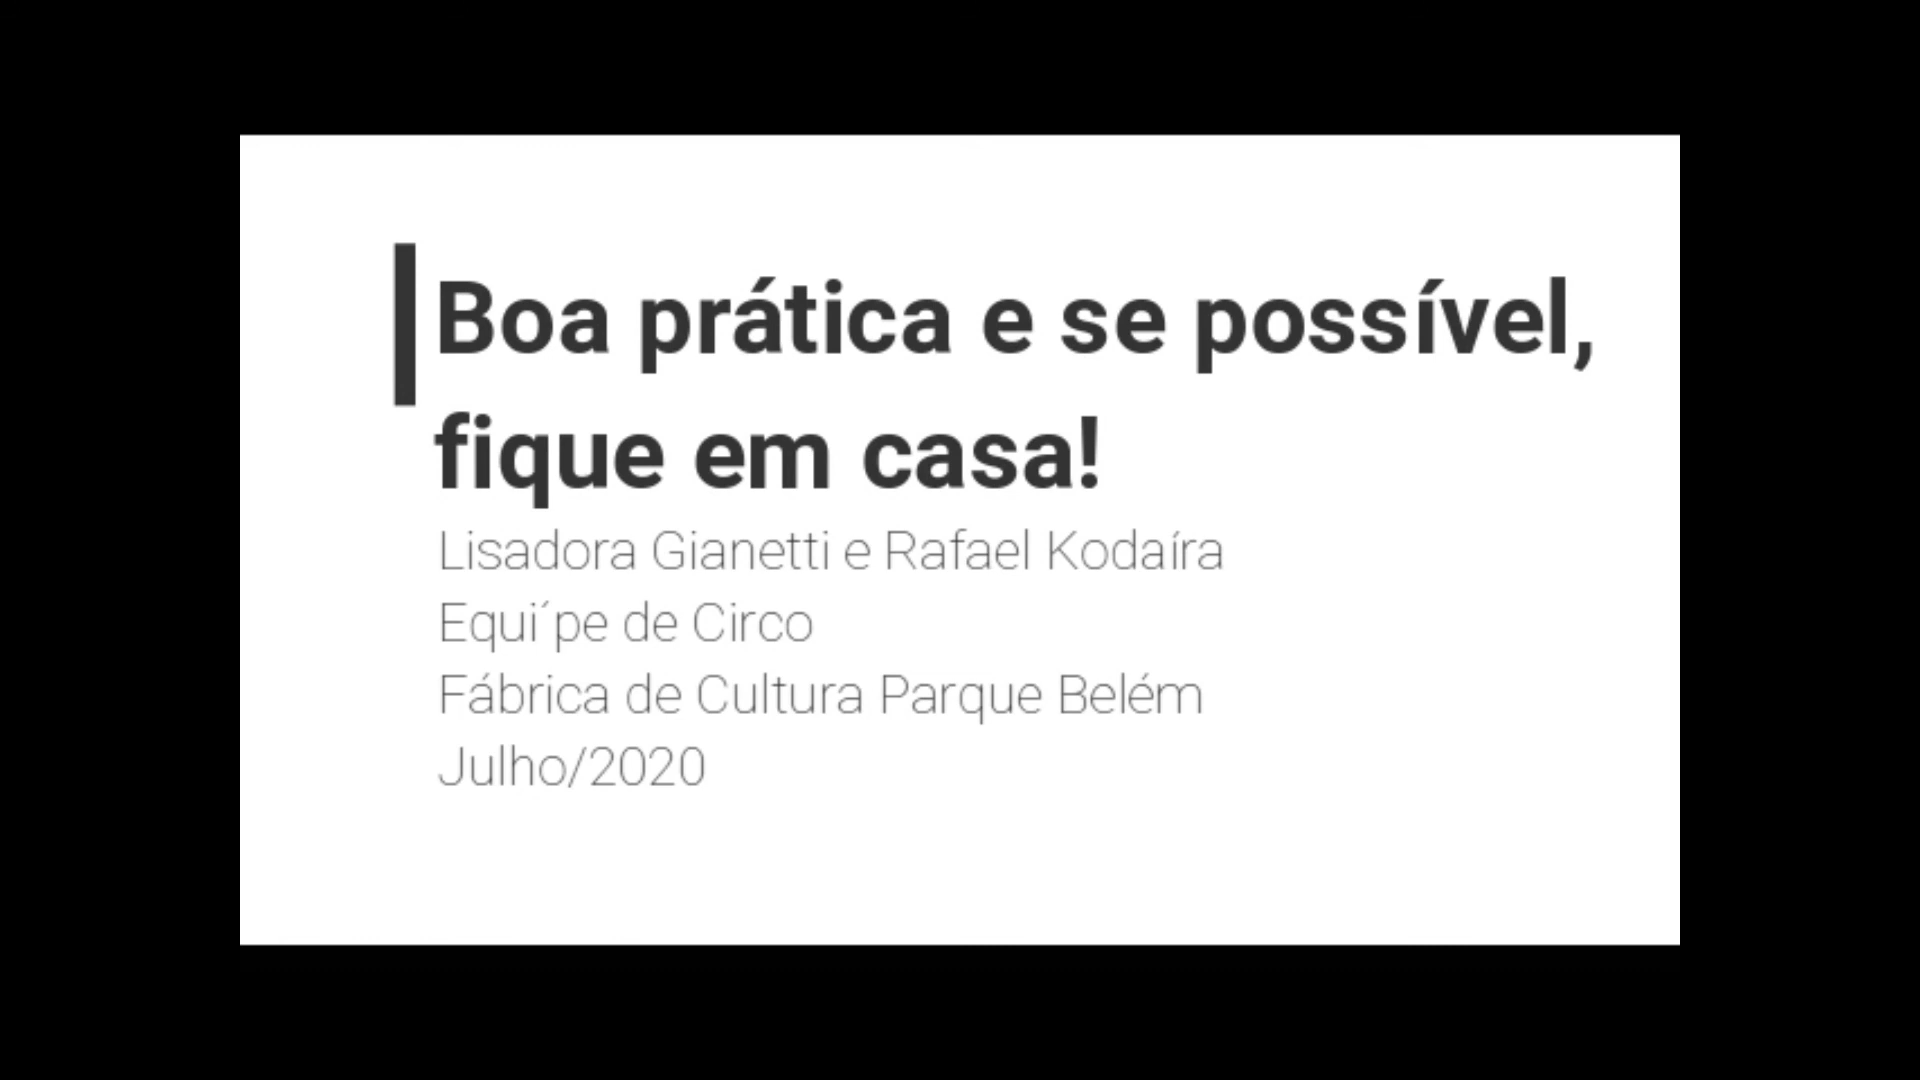 Boa prática e se possível,
fique em casa!
Lisadora Gianetti e Rafael Kodaíra
Equi´pe de Circo
Fábrica de Cultura Parque Belém
Julho/2020